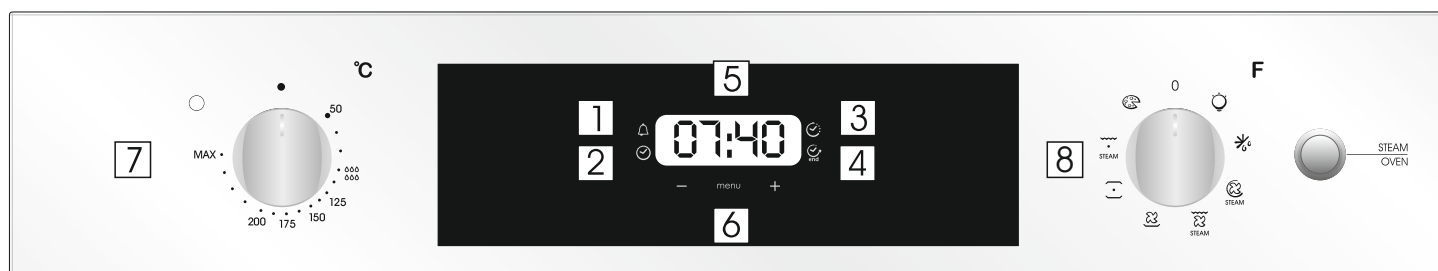 °C
50
MAX
125
150
175
200
7
1
2
5
07:40
end
- menu +
3
4
6
8
F
0
STEAM
STEAM
STEAM
STEAM
OVEN